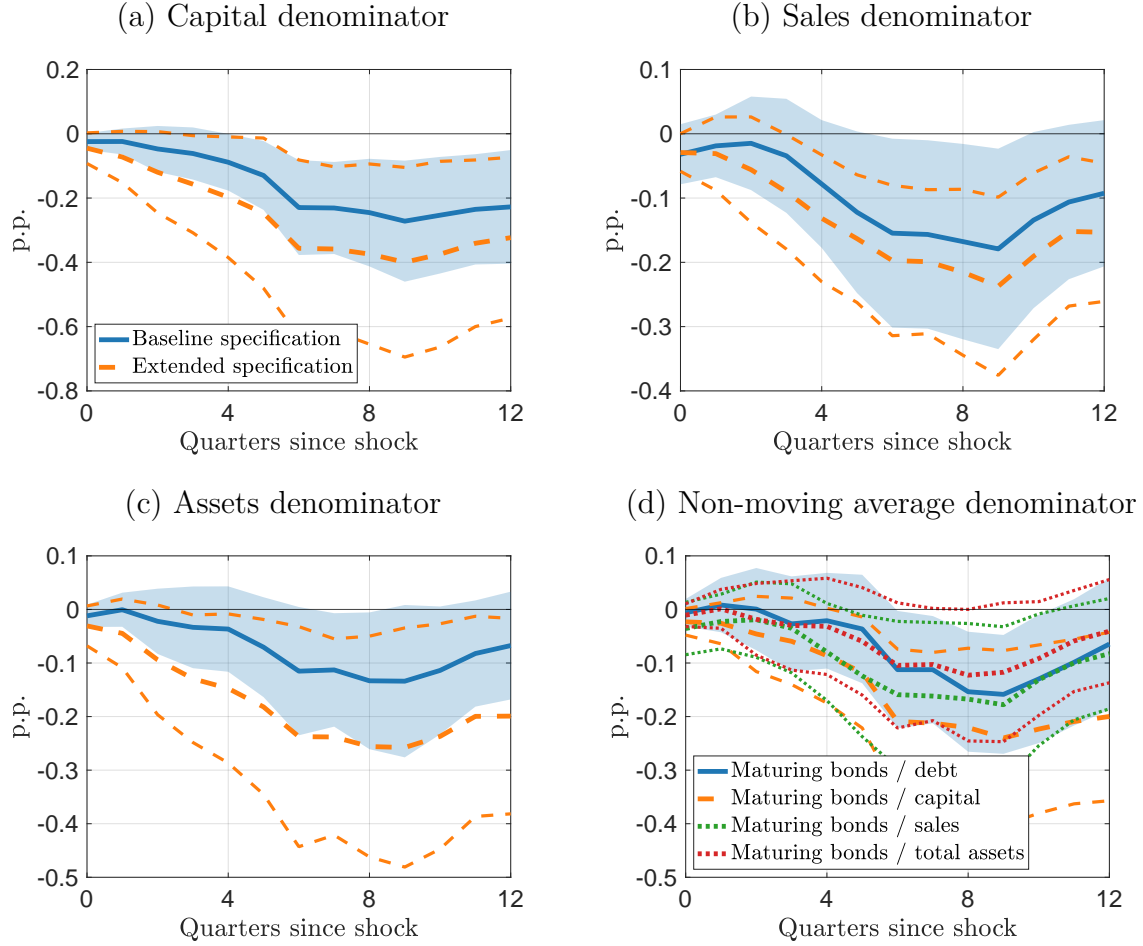 (a) Capital denominator
0.2
0
-0.2
-0.4
-0.6
-0.8
p.p.
Baseline specification
Extended specification
0 4 8 12
Quarters since shock
(b) Sales denominator
0.1
0
-0.1
-0.2
-0.3
-0.4
p.p.
0 4 8 12
Quarters since shock
(c) Assets denominator
0.1
0
-0.1
-0.2
-0.3
-0.4
-0.5
p.p.
0 4 8 12
Quarters since shock
(d) Non-moving average denominator
0.1
0
-0.1
-0.2
-0.3
-0.4
-0.5
p.p.
Maturing bonds / debt
Maturing bonds / capital
Maturing bonds / sales
Maturing bonds / total assets
0 4 8 12
Quarters since shock